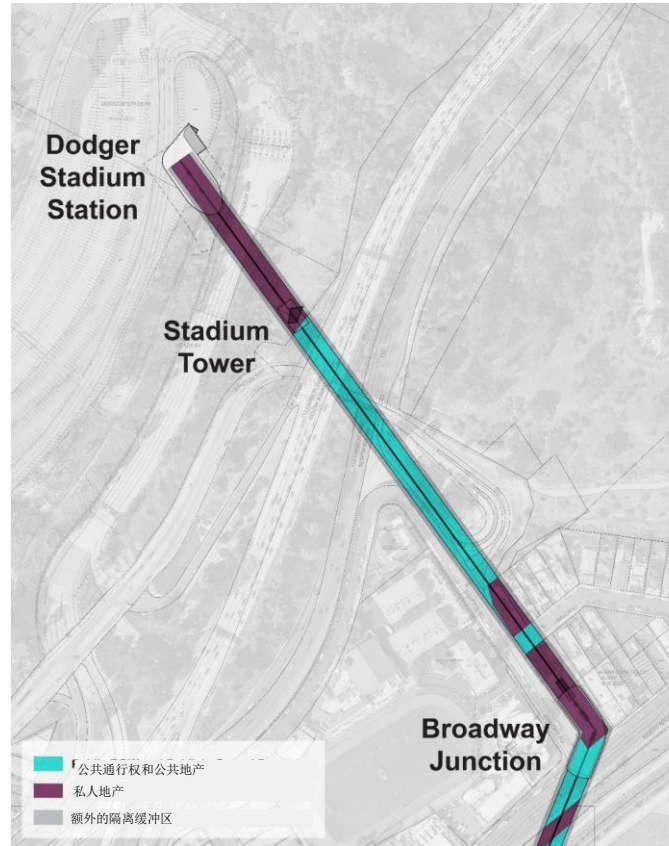 Dodger
Stadium
Station
Stadium
Tower
Broadway
Junction
公共通行权和公共地产
私人地产
额外的隔离缓冲区